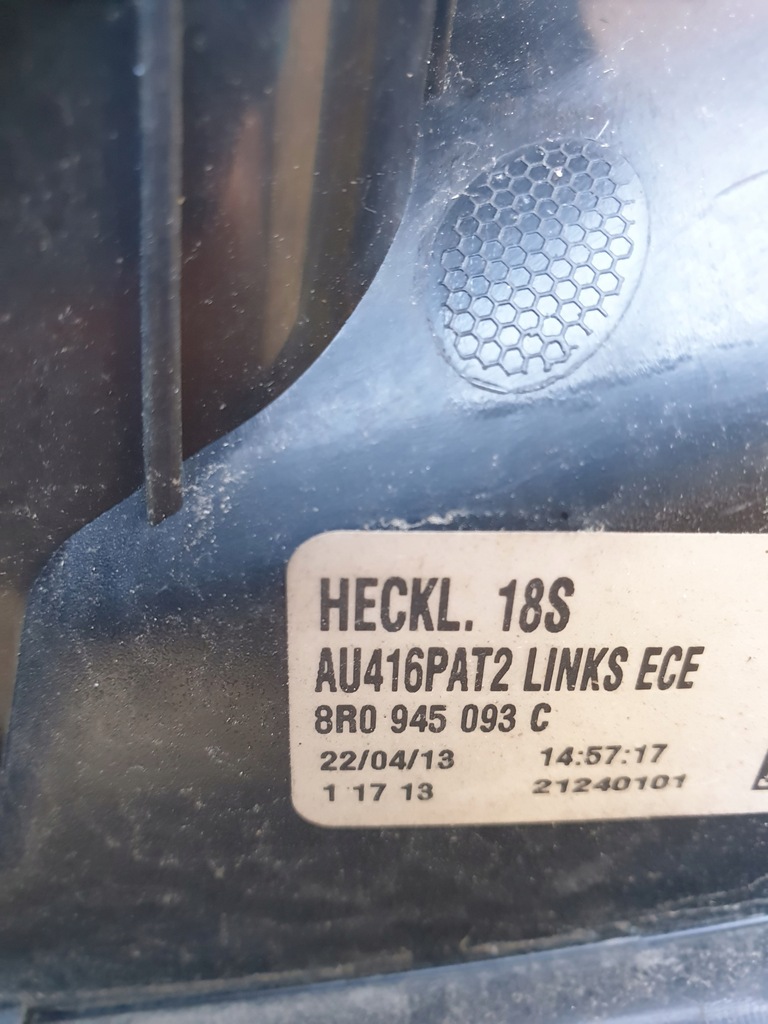 HECKL. 18S
AU416PAT2 LINKS ECE
8R0 945 093 C
22/04/13 14:57:17
1 17 13 21240101